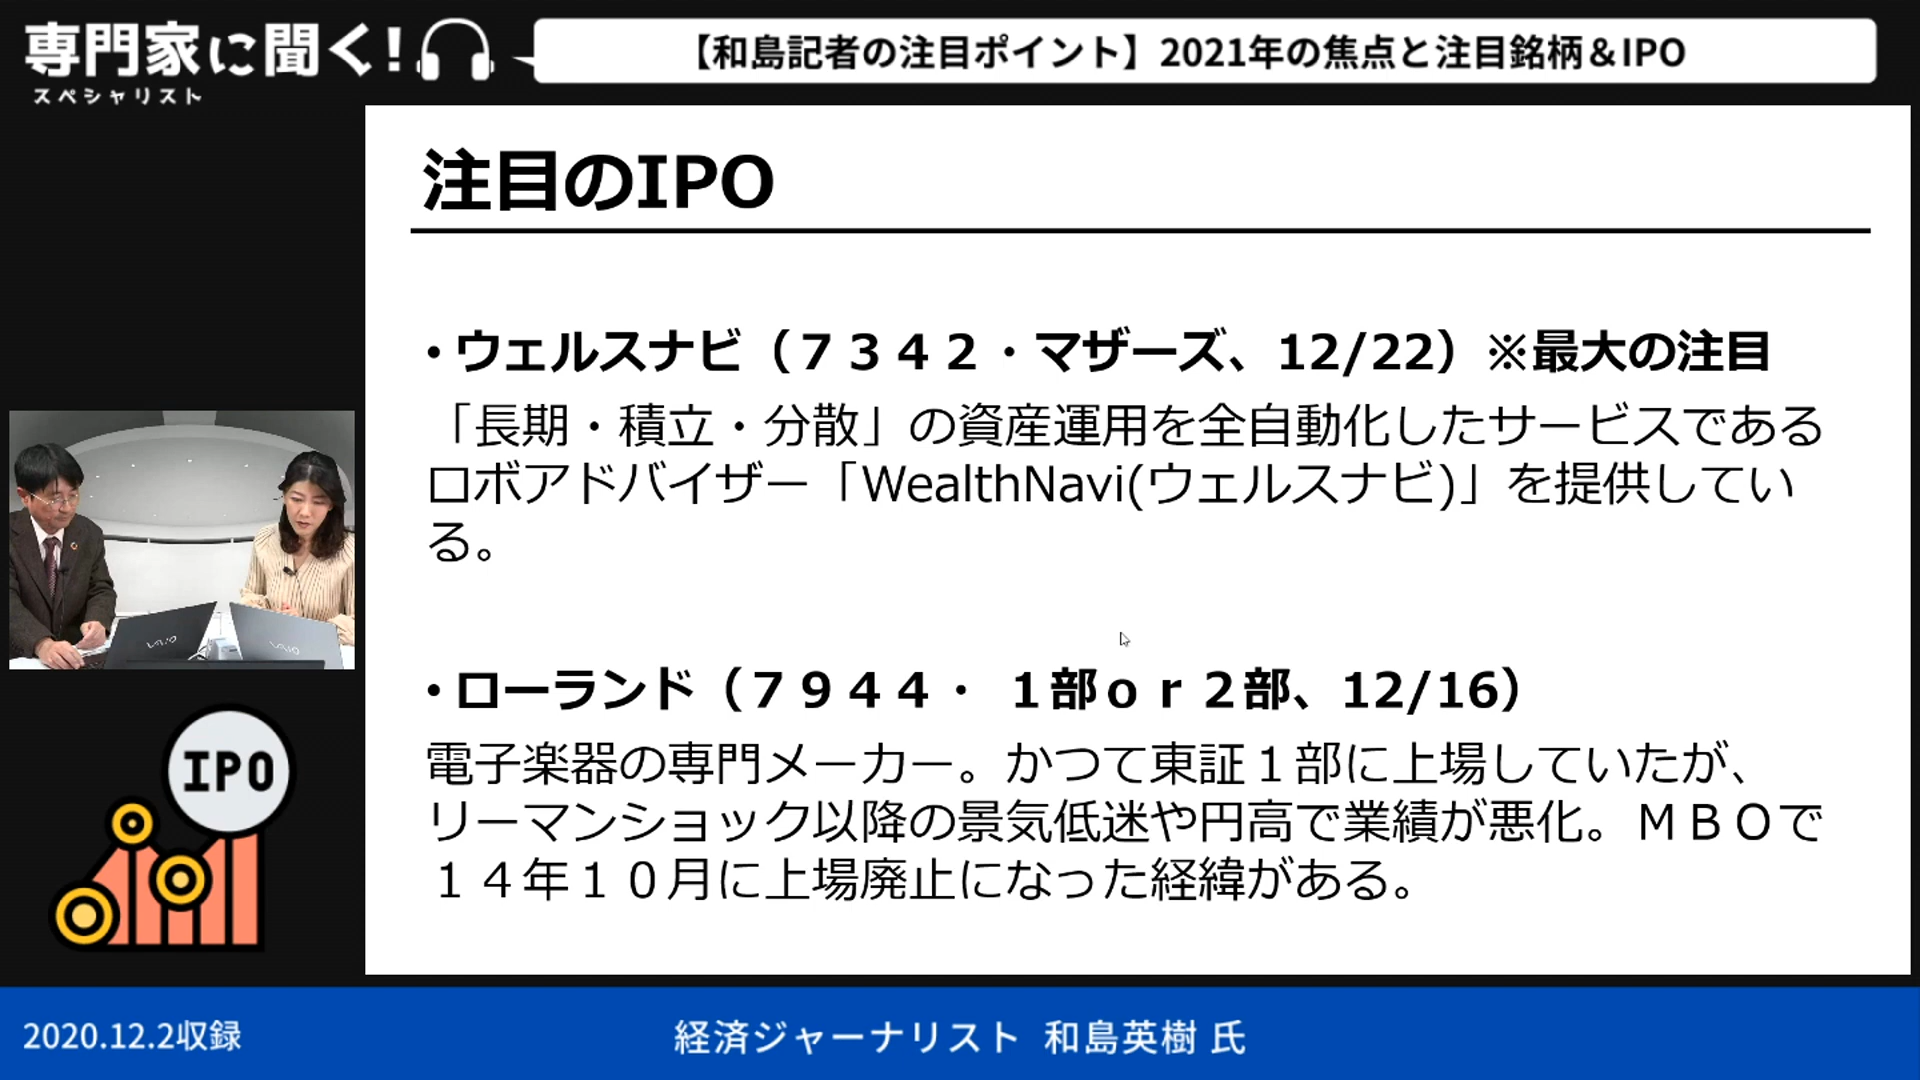 専門家に聞く!
スペシャリスト
【和島記者の注目ポイント】2021年の焦点と注目銘柄＆IPO
注目のIPO
・ウェルスナビ（７３４２・マザーズ、12/22）※最大の注目
「長期・積立・分散」の資産運用を全自動化したサービスである
ロボアドバイザー「WealthNavi(ウェルスナビ)」を提供してい
る。
・ローランド（７９４４・ １部ｏｒ２部、12/16）
電子楽器の専門メーカー。かつて東証１部に上場していたが、
リーマンショック以降の景気低迷や円高で業績が悪化。ＭＢＯで
１４年１０月に上場廃止になった経緯がある。
VAIO
VAIO
IPO
2020.12.2収録
経済ジャーナリスト 和島英樹 氏